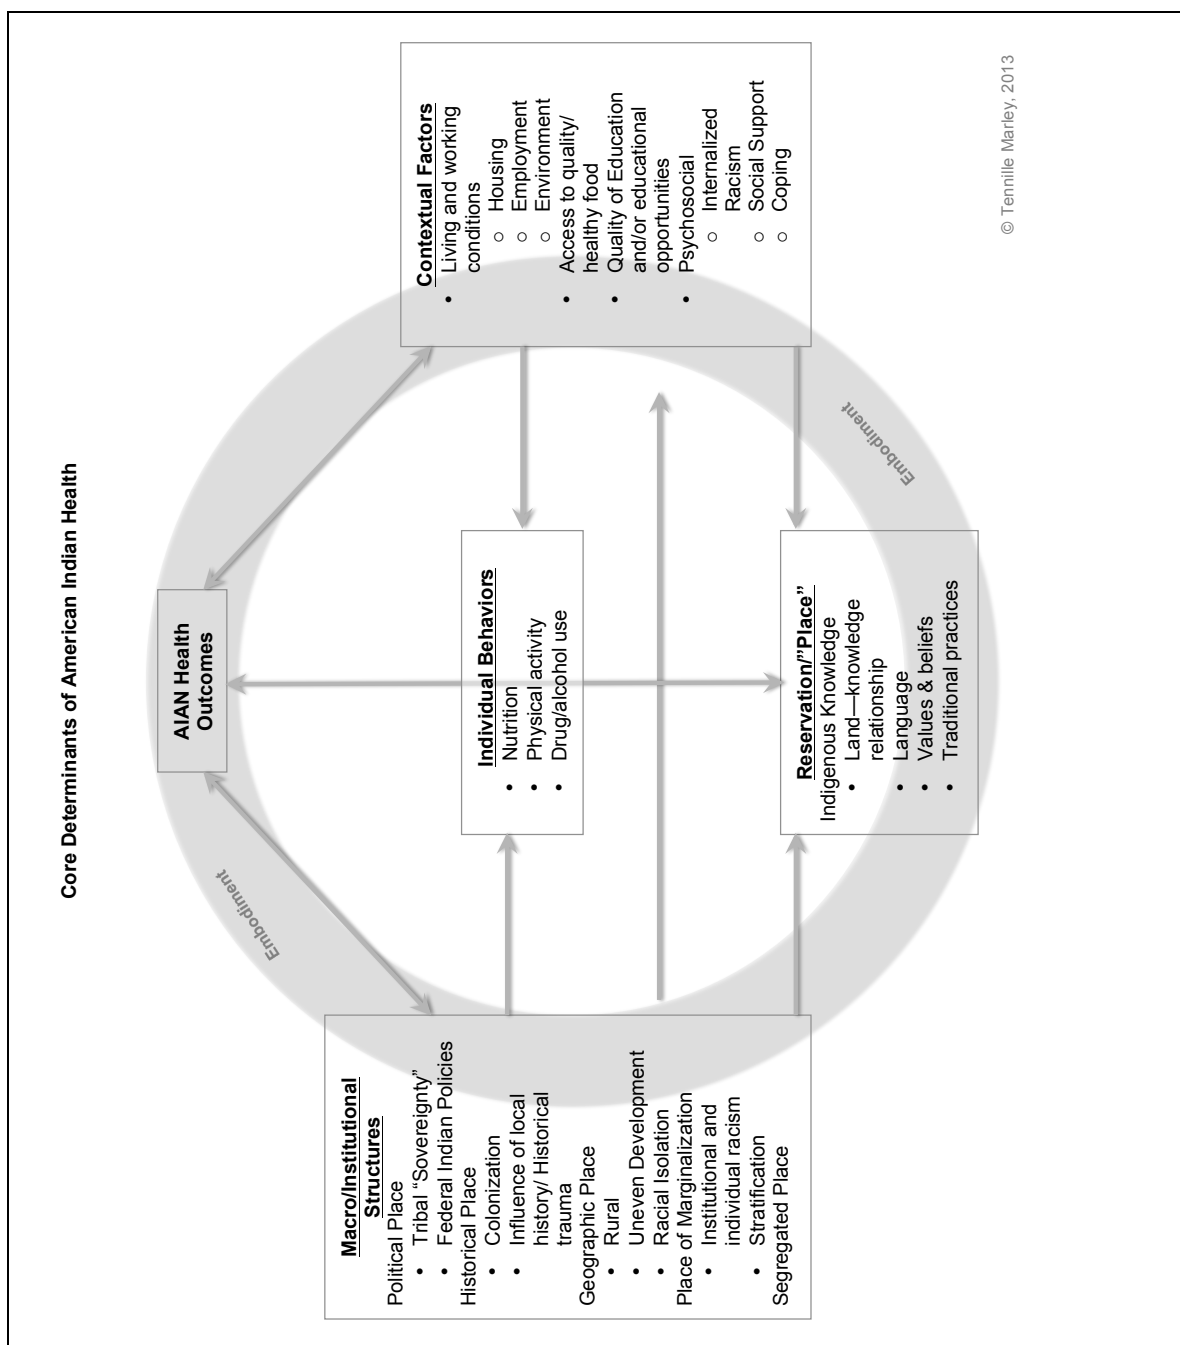 Core Determinants of American Indian Health
AIAN Health
Outcomes
Embodiment
Macro/Institutional
Structures
Political Place
• Tribal “Sovereignty”
• Federal Indian Policies
Historical Place
• Colonization
• Influence of local
history/ Historical
trauma
Geographic Place
• Rural
• Uneven Development
• Racial Isolation
Place of Marginalization
• Institutional and
individual racism
• Stratification
Segregated Place
Individual Behaviors
• Nutrition
• Physical activity
• Drug/alcohol use
Contextual Factors
• Living and working
conditions
○ Housing
○ Employment
○ Environment
• Access to quality/
healthy food
• Quality of Education
and/or educational
opportunities
• Psychosocial
○ Internalized
Racism
○ Social Support
○ Coping
Reservation/”Place”
Indigenous Knowledge
• Land—knowledge
relationship
• Language
• Values & beliefs
• Traditional practices
Embodiment
© Tennille Marley, 2013